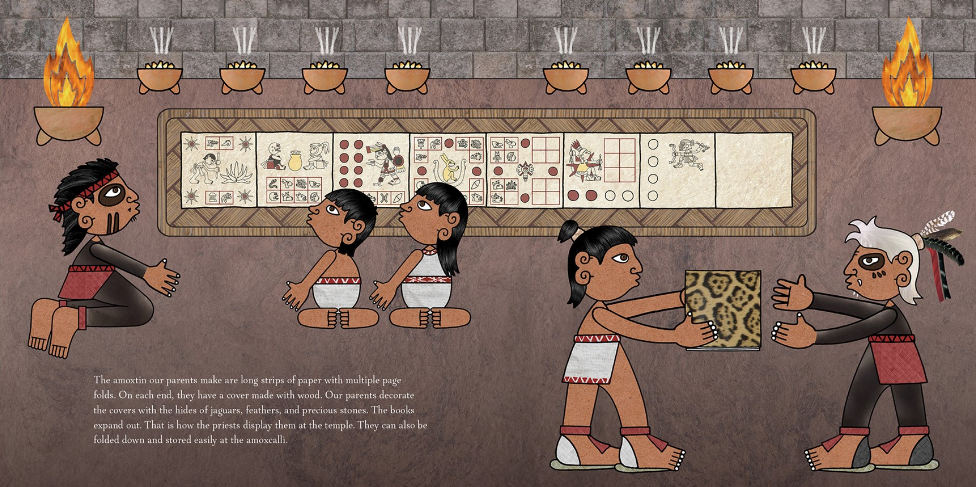 The amoxtin our parents make are long strips of paper with multiple page
folds. On each end, they have a cover made with wood. Our parents decorate
the covers with the hides of jaguars, feathers, and precious stones. The books
expand out. That is how the priests display them at the temple. They can also be
folded down and stored easily at the amoxcalli.